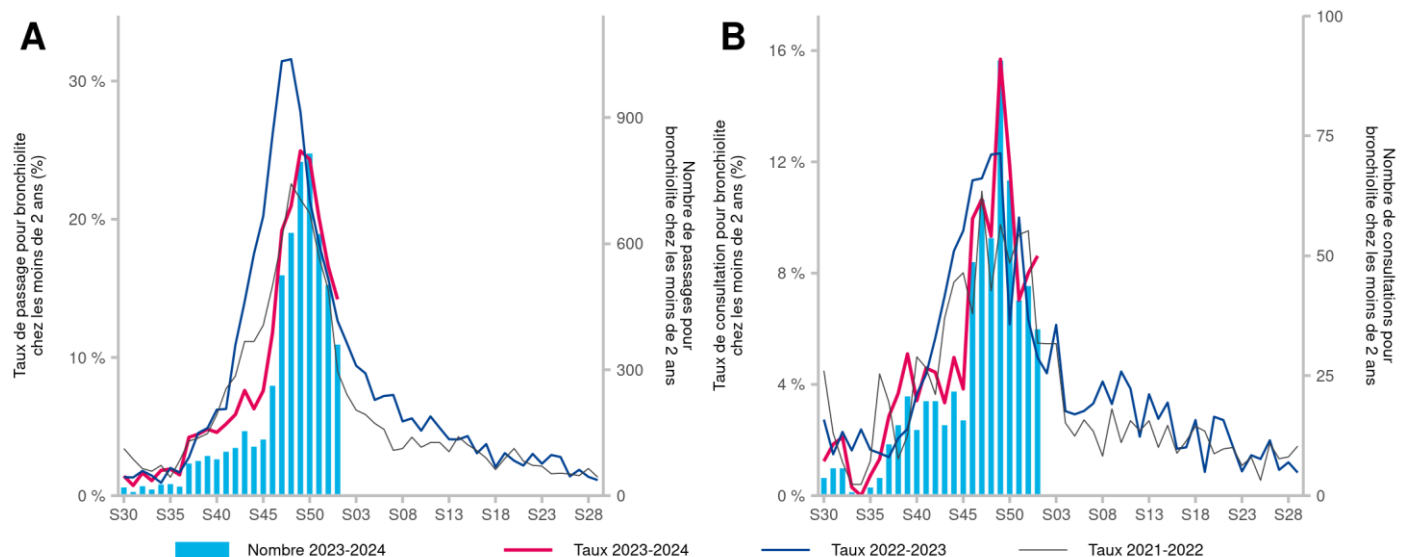 A
Taux de passage pour bronchiolite
chez les moins de 2 ans (%)
30 %
20 %
10 %
0 %
900
600
300
0
Nombre de passages pour
bronchiolite chez les moins de 2 ans
S30
S35
S40
S45
S50
S03
S08
S13
S18
S23
S28
B
Taux de consultation pour bronchiolite
chez les moins de 2 ans (%)
16 %
12 %
8 %
4 %
0 %
100
75
50
25
0
Nombre de consultations pour
bronchiolite chez les moins de 2 ans
S30
S35
S40
S45
S50
S03
S08
S13
S18
S23
S28
Nombre 2023-2024
Taux 2023-2024
Taux 2022-2023
Taux 2021-2022